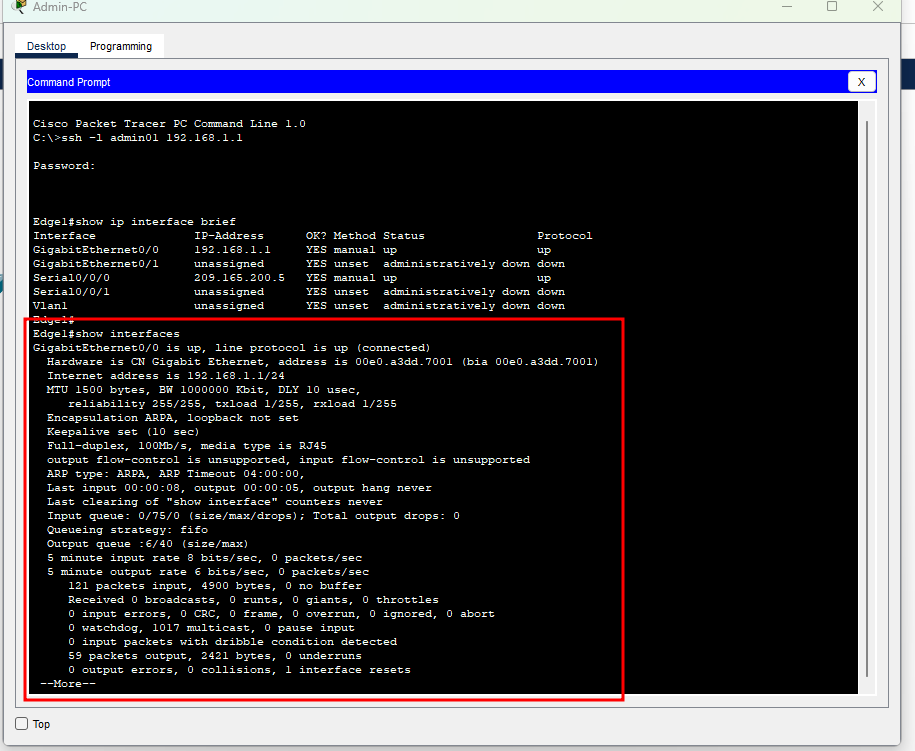 Admin-PC
Desktop Programming
Command Prompt X
Cisco Packet Tracer PC Command Line 1.0
C:\>ssh -l admin01 192.168.1.1
Password:
Edge1#show ip interface brief
Interface IP-Address OK? Method Status Protocol
GigabitEthernet0/0 192.168.1.1 YES manual up up
GigabitEthernet0/1 unassigned YES unset administratively down down
Serial0/0/0 209.165.200.5 YES manual up up
Serial0/0/1 unassigned YES unset administratively down down
Vlan1 unassigned YES unset administratively down down
Edge1#
Edge1#show interfaces
GigabitEthernet0/0 is up, line protocol is up (connected)
Hardware is CN Gigabit Ethernet, address is 00e0.a3dd.7001 (bia 00e0.a3dd.7001)
Internet address is 192.168.1.1/24
MTU 1500 bytes, BW 1000000 Kbit, DLY 10 usec,
reliability 255/255, txload 1/255, rxload 1/255
Encapsulation ARPA, loopback not set
Keepalive set (10 sec)
Full-duplex, 100Mb/s, media type is RJ45
output flow-control is unsupported, input flow-control is unsupported
ARP type: ARPA, ARP Timeout 04:00:00,
Last input 00:00:08, output 00:00:05, output hang never
Last clearing of "show interface" counters never
Input queue: 0/75/0 (size/max/drops); Total output drops: 0
Queueing strategy: fifo
Output queue :6/40 (size/max)
5 minute input rate 8 bits/sec, 0 packets/sec
5 minute output rate 6 bits/sec, 0 packets/sec
121 packets input, 4900 bytes, 0 no buffer
Received 0 broadcasts, 0 runts, 0 giants, 0 throttles
0 input errors, 0 CRC, 0 frame, 0 overrun, 0 ignored, 0 abort
0 watchdog, 1017 multicast, 0 pause input
0 input packets with dribble condition detected
59 packets output, 2421 bytes, 0 underruns
0 output errors, 0 collisions, 1 interface resets
--More--
Top